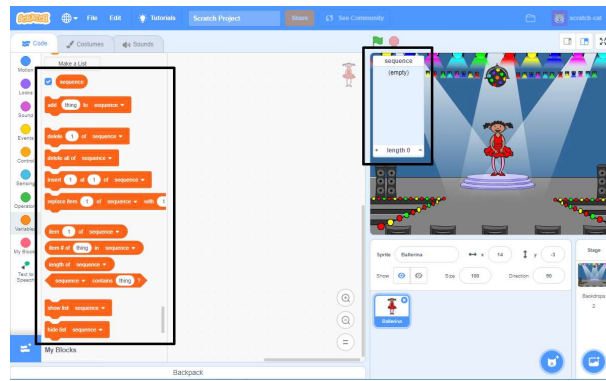 SCRATCH File Edit Tutorials Scratch Project Share See Community scratch-cat
Code Costumes Sounds
Make a List
Motion
Looks
Sound
Events
Control
Sensing
Operators
Variables
My Blocks
Text to
Speech
sequence
add thing to sequence
delete 1 of sequence
delete all of sequence
insert 1 at 1 of sequence
replace item 1 of sequence with 1
item 1 of sequence
item # of thing in sequence
length of sequence
sequence contains thing ?
show list sequence
hide list sequence
My Blocks
Backpack
sequence
(empty)
+ length 0 =
Sprite Ballerina x 14 y -3
Show Size 100 Direction 90
Ballerina
Stage
Backdrops
2